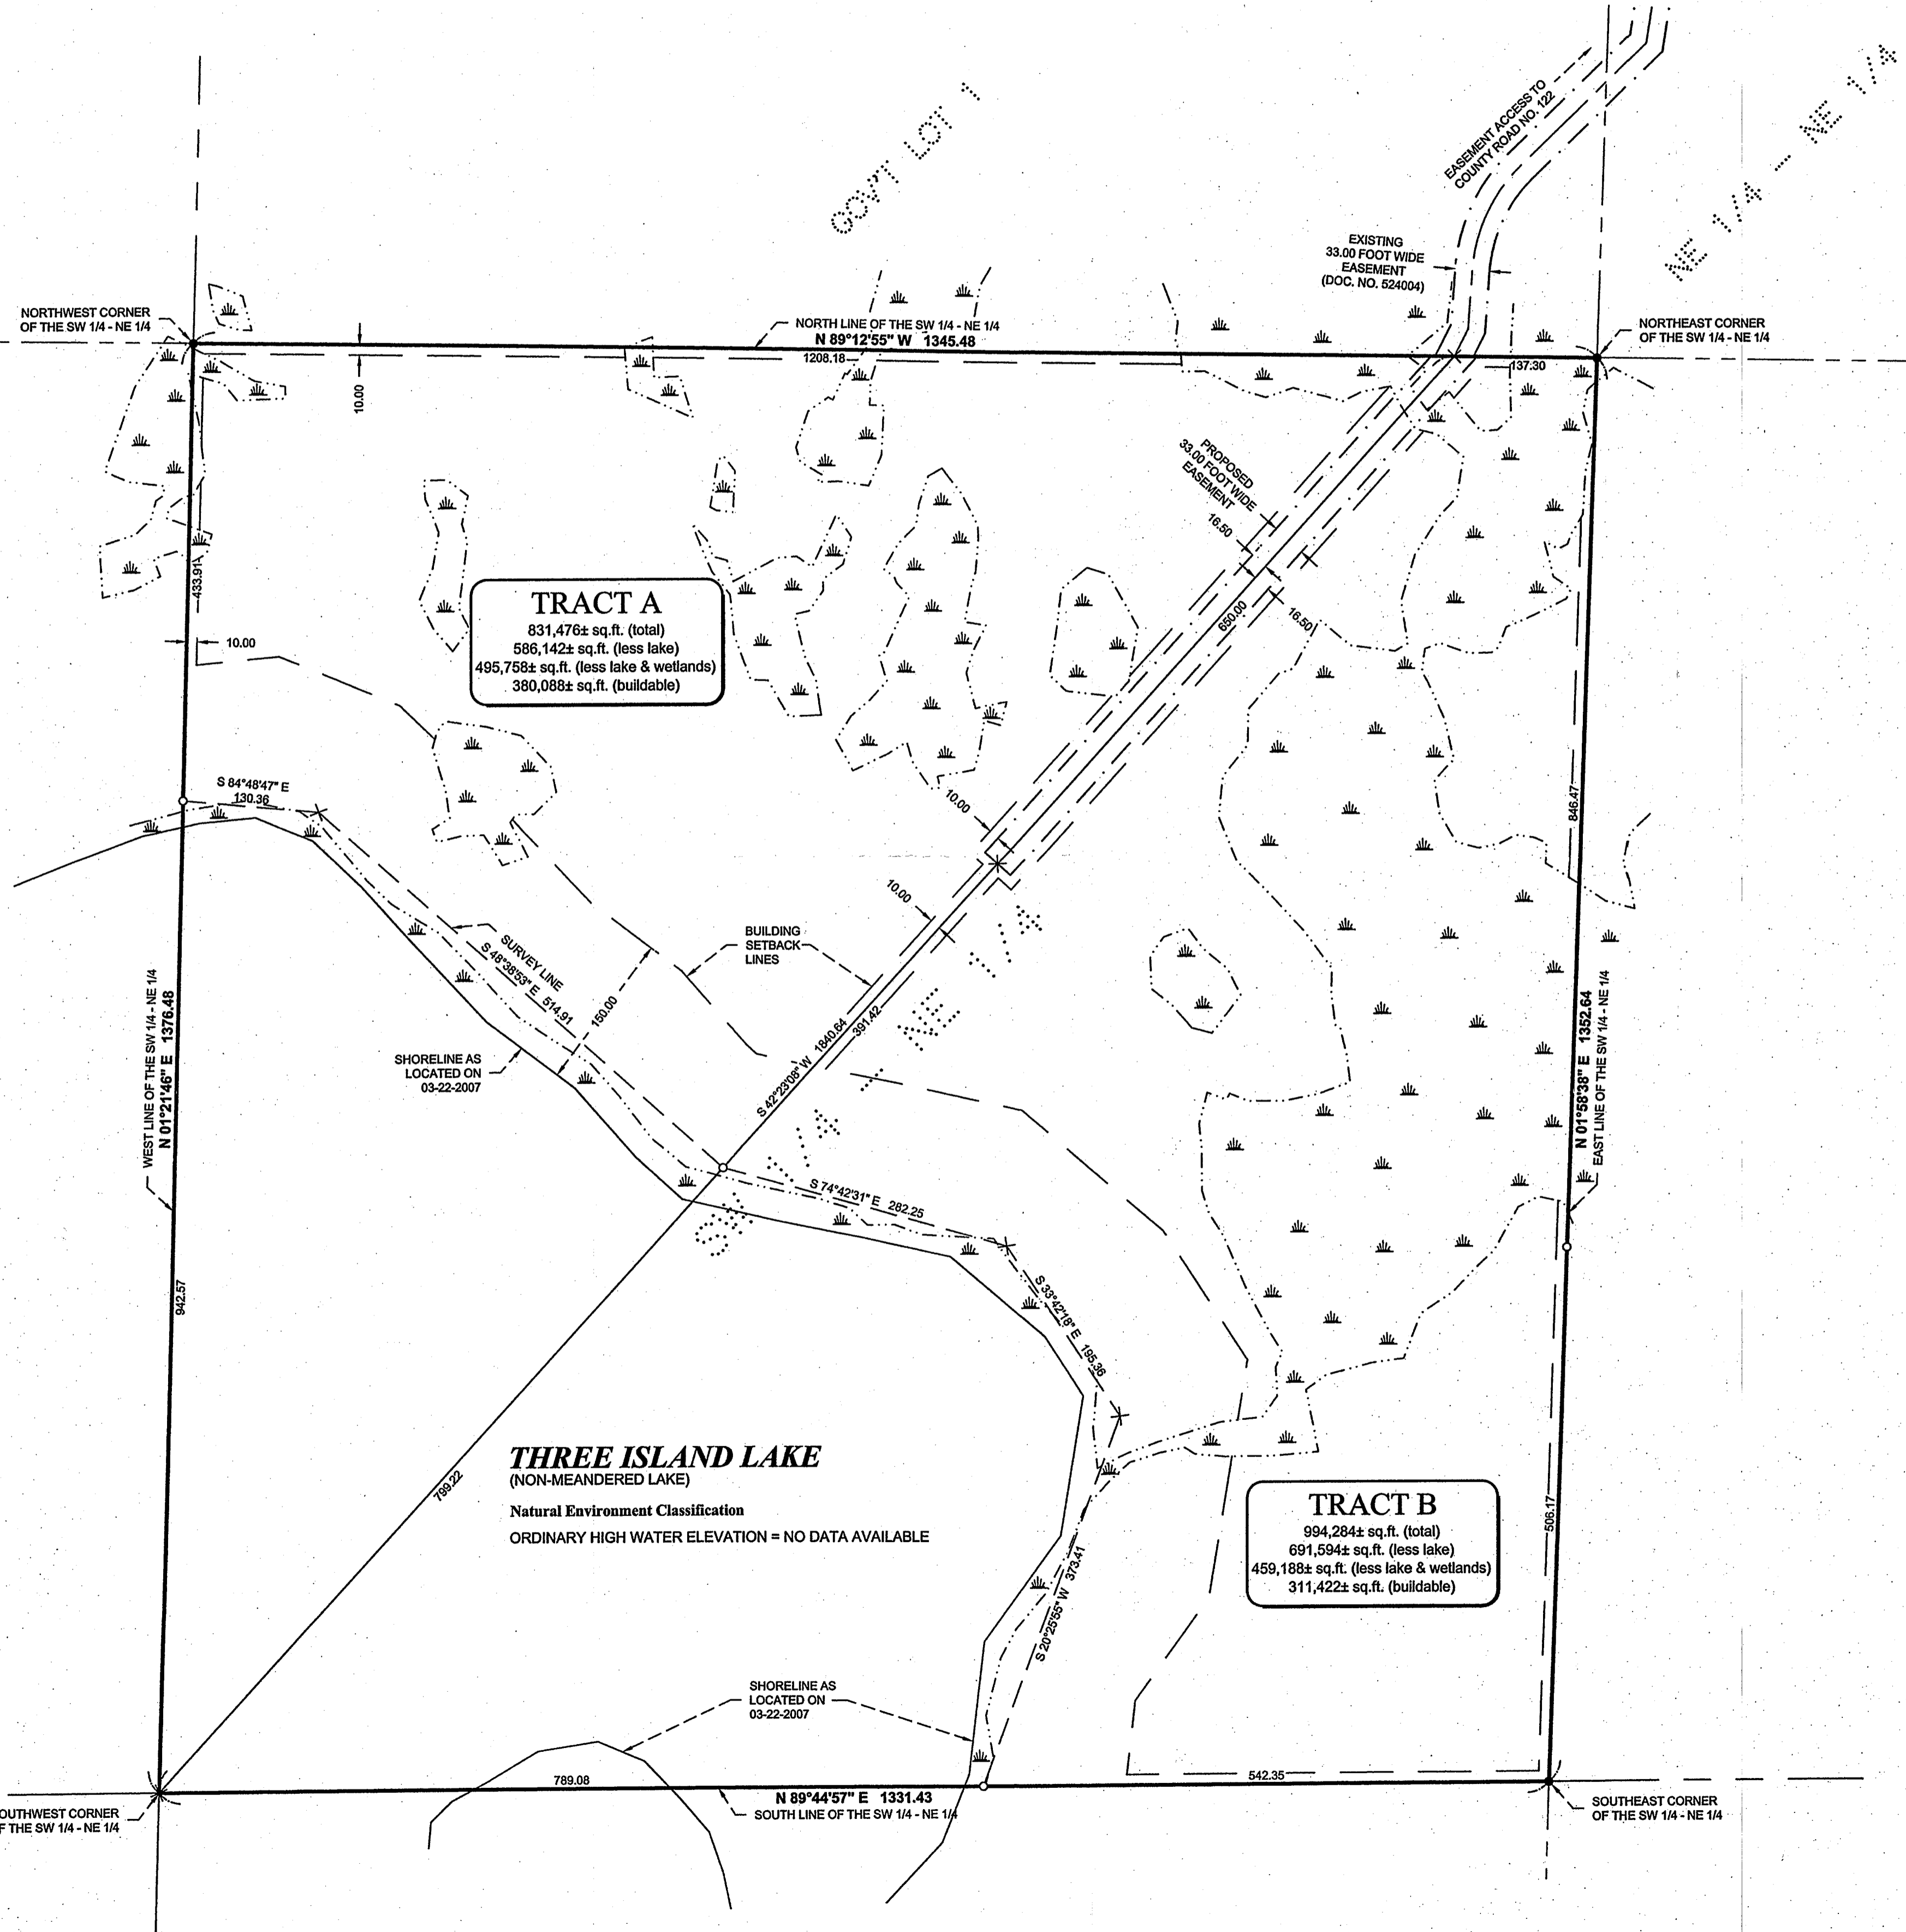 GOV'T LOT 1
NE 1/4 - NE 1/4
EASEMENT ACCESS TO
COUNTY ROAD NO. 122
EXISTING
33.00 FOOT WIDE
EASEMENT
(DOC. NO. 524004)
NORTHWEST CORNER
OF THE SW 1/4 - NE 1/4
NORTH LINE OF THE SW 1/4 - NE 1/4
N 89°12'55" W 1345.48
1208.18
137.30
NORTHEAST CORNER
OF THE SW 1/4 - NE 1/4
10.00
PROPOSED
33.00 FOOT WIDE
EASEMENT
16.50
16.50
650.00
433.91
10.00
TRACT A
831,476± sq.ft. (total)
586,142± sq.ft. (less lake)
495,758± sq.ft. (less lake & wetlands)
380,088± sq.ft. (buildable)
S 84°48'47" E
130.36
10.00
10.00
846.47
BUILDING
SETBACK
LINES
SURVEY LINE
S 48°38'53" E 514.91
150.00
SHORELINE AS
LOCATED ON
03-22-2007
S 42°23'08" W 1840.64
391.42
SW 1/4 - NE 1/4
WEST LINE OF THE SW 1/4 - NE 1/4
N 01°21'46" E 1376.48
N 01°58'38" E 1352.64
EAST LINE OF THE SW 1/4 - NE 1/4
S 74°42'31" E 282.25
S 33°42'18" E 195.36
942.57
799.22
THREE ISLAND LAKE
(NON-MEANDERED LAKE)
Natural Environment Classification
ORDINARY HIGH WATER ELEVATION = NO DATA AVAILABLE
TRACT B
994,284± sq.ft. (total)
691,594± sq.ft. (less lake)
459,188± sq.ft. (less lake & wetlands)
311,422± sq.ft. (buildable)
506.17
S 20°25'55" W 373.41
SHORELINE AS
LOCATED ON
03-22-2007
789.08
542.35
N 89°44'57" E 1331.43
SOUTH LINE OF THE SW 1/4 - NE 1/4
OUTHWEST CORNER
F THE SW 1/4 - NE 1/4
SOUTHEAST CORNER
OF THE SW 1/4 - NE 1/4